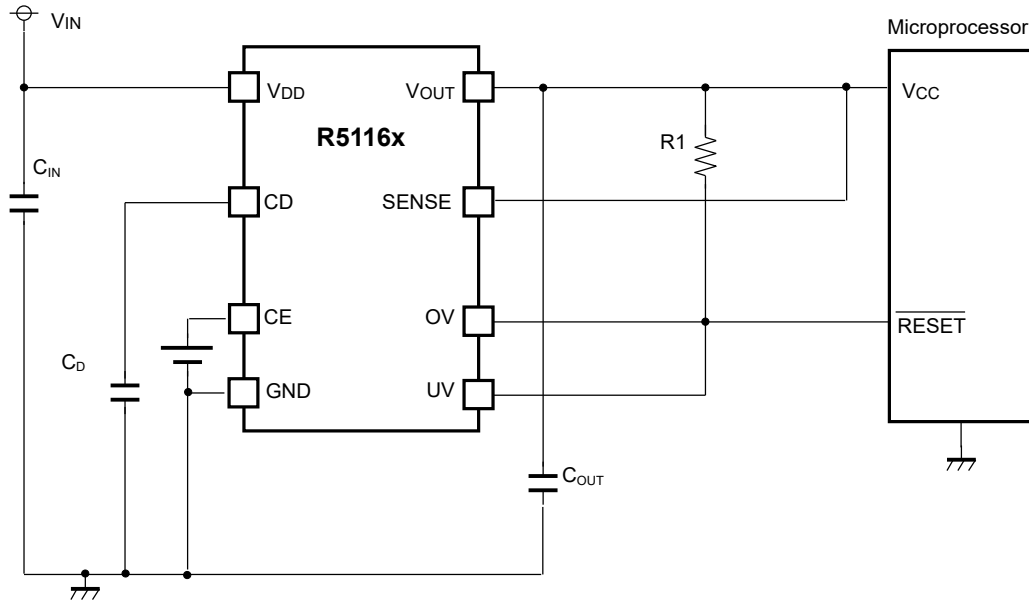 VIN
Microprocessor
VDD
VOUT
VCC
R5116x
R1
CIN
CD
SENSE
CE
OV
RESET
CD
GND
UV
COUT